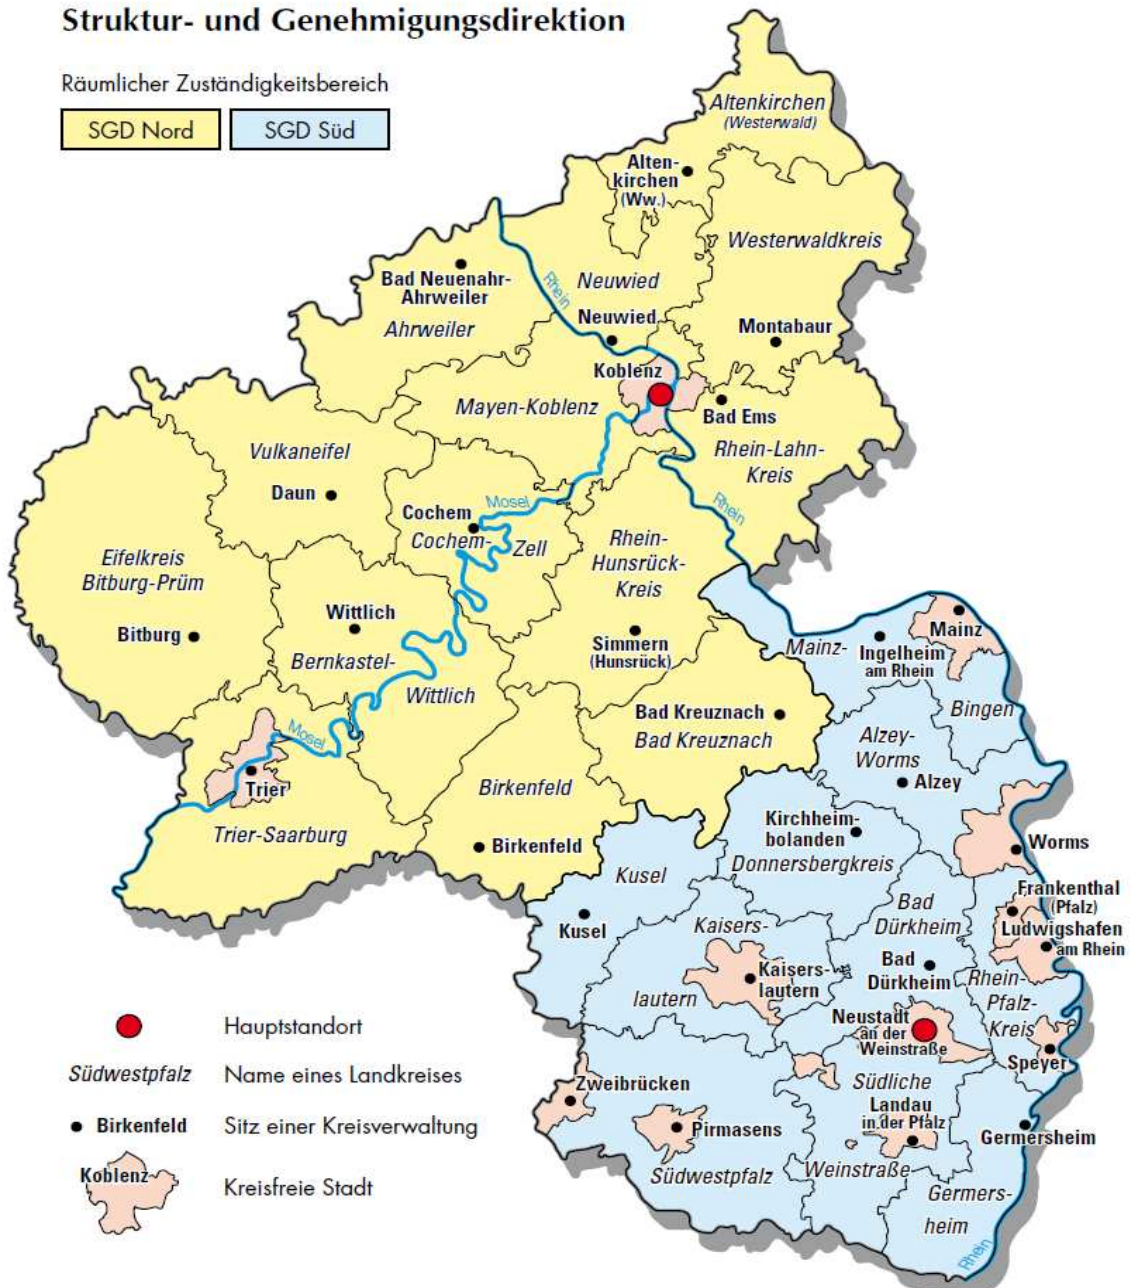 Struktur- und Genehmigungsdirektion
Räumlicher Zuständigkeitsbereich
SGD Nord
SGD Süd
Altenkirchen
(Westerwald)
Alten-
kirchen
(Ww.)
Westerwaldkreis
Bad Neuenahr-
Ahrweiler
Ahrweiler
Rhein
Neuwied
Neuwied
Montabaur
Koblenz
Mayen-Koblenz
Bad Ems
Rhein-Lahn-
Kreis
Vulkaneifel
Daun
Mosel
Rhein
Cochem
Cochem-
Zell
Rhein-
Hunsrück-
Kreis
Eifelkreis
Bitburg-Prüm
Bitburg
Wittlich
Bernkastel-
Wittlich
Simmern
(Hunsrück)
Mainz
Mainz-
Ingelheim
am Rhein
Bingen
Bad Kreuznach
Bad Kreuznach
Alzey-
Worms
Alzey
Mosel
Trier
Trier-Saarburg
Birkenfeld
Birkenfeld
Kirchheim-
bolanden
Donnersbergkreis
Worms
Kusel
Kusel
Frankenthal
(Pfalz)
Ludwigshafen
am Rhein
Bad
Dürkheim
Kaisers-
lautern
Kaisers-
lautern
Bad
Dürkheim
Rhein-
Pfalz-
Kreis
Neustadt
an der
Weinstraße
Speyer
Zweibrücken
Südliche
Landau
in der Pfalz
Pirmasens
Germersheim
Südwestpfalz
Weinstraße
Germers-
heim
Rhein
Hauptstandort
Südwestpfalz
Name eines Landkreises
Birkenfeld
Sitz einer Kreisverwaltung
Koblenz
Kreisfreie Stadt